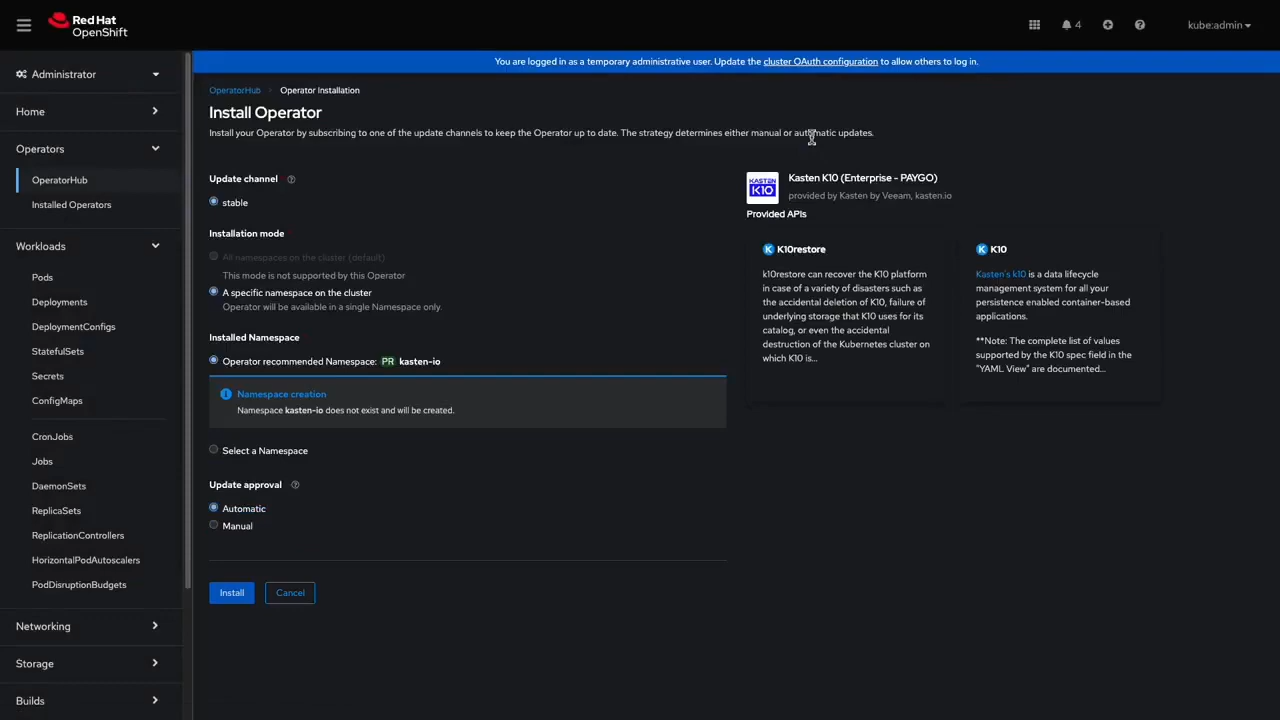 Red Hat
OpenShift
4
kube:admin
Administrator
Home
Operators
OperatorHub
Installed Operators
Workloads
Pods
Deployments
DeploymentConfigs
StatefulSets
Secrets
ConfigMaps
CronJobs
Jobs
DaemonSets
ReplicaSets
ReplicationControllers
HorizontalPodAutoscalers
PodDisruptionBudgets
Networking
Storage
Builds
You are logged in as a temporary administrative user. Update the cluster OAuth configuration to allow others to log in.
OperatorHub > Operator Installation
Install Operator
Install your Operator by subscribing to one of the update channels to keep the Operator up to date. The strategy determines either manual or automatic updates.
Update channel
stable
Installation mode
All namespaces on the cluster (default)
This mode is not supported by this Operator
A specific namespace on the cluster
Operator will be available in a single Namespace only.
Installed Namespace
Operator recommended Namespace: PR kasten-io
Namespace creation
Namespace kasten-io does not exist and will be created.
Select a Namespace
Update approval
Automatic
Manual
Install
Cancel
KASTEN
K10
Kasten K10 (Enterprise - PAYGO)
provided by Kasten by Veeam, kasten.io
Provided APIs
K K10restore
k10restore can recover the K10 platform
in case of a variety of disasters such as
the accidental deletion of K10, failure of
underlying storage that K10 uses for its
catalog, or even the accidental
destruction of the Kubernetes cluster on
which K10 is...
K K10
Kasten's k10 is a data lifecycle
management system for all your
persistence enabled container-based
applications.
**Note: The complete list of values
supported by the K10 spec field in the
"YAML View" are documented...